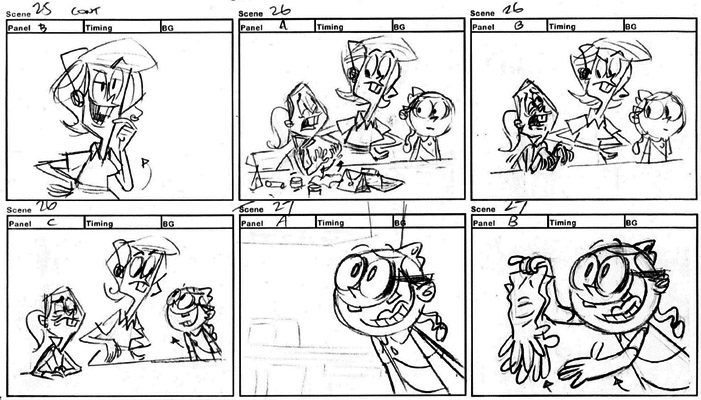 Scene 25 CONT
Panel B Timing BG
Scene 26
Panel A Timing BG
Scene 26
Panel B Timing BG
Scene 26
Panel C Timing BG
Scene 27
Panel A Timing BG
Scene 27
Panel B Timing BG